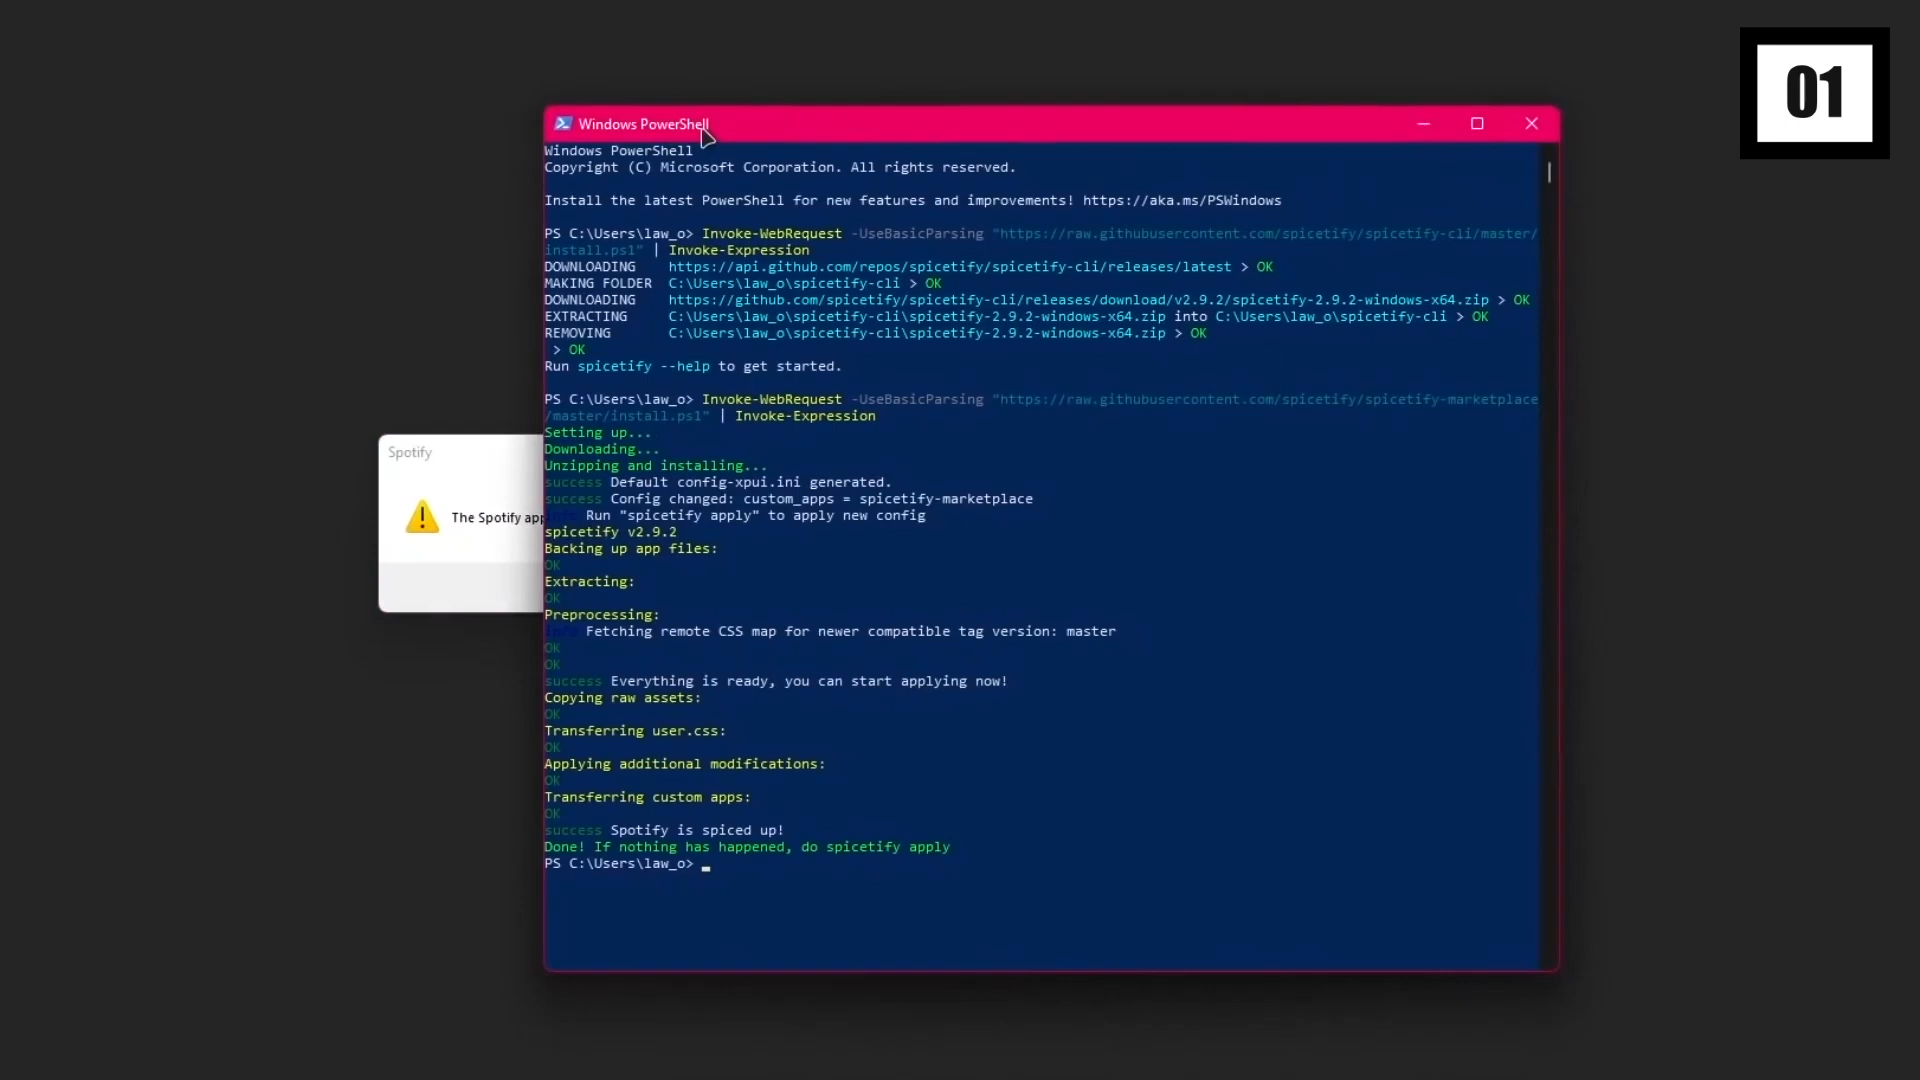 01
Windows PowerShell
Windows PowerShell
Copyright (C) Microsoft Corporation. All rights reserved.
Install the latest PowerShell for new features and improvements! https://aka.ms/PSWindows
PS C:\Users\law_o> Invoke-WebRequest -UseBasicParsing "https://raw.githubusercontent.com/spicetify/spicetify-cli/master/
install.ps1" | Invoke-Expression
DOWNLOADING https://api.github.com/repos/spicetify/spicetify-cli/releases/latest > OK
MAKING FOLDER C:\Users\law_o\spicetify-cli > OK
DOWNLOADING https://github.com/spicetify/spicetify-cli/releases/download/v2.9.2/spicetify-2.9.2-windows-x64.zip > OK
EXTRACTING C:\Users\law_o\spicetify-cli\spicetify-2.9.2-windows-x64.zip into C:\Users\law_o\spicetify-cli > OK
REMOVING C:\Users\law_o\spicetify-cli\spicetify-2.9.2-windows-x64.zip > OK
> OK
Run spicetify --help to get started.
PS C:\Users\law_o> Invoke-WebRequest -UseBasicParsing "https://raw.githubusercontent.com/spicetify/spicetify-marketplace
/master/install.ps1" | Invoke-Expression
Setting up...
Downloading...
Unzipping and installing...
success Default config-xpui.ini generated.
success Config changed: custom_apps = spicetify-marketplace
info Run "spicetify apply" to apply new config
spicetify v2.9.2
Backing up app files:
OK
Extracting:
OK
Preprocessing:
info Fetching remote CSS map for newer compatible tag version: master
OK
OK
success Everything is ready, you can start applying now!
Copying raw assets:
OK
Transferring user.css:
OK
Applying additional modifications:
OK
Transferring custom apps:
OK
success Spotify is spiced up!
Done! If nothing has happened, do spicetify apply
PS C:\Users\law_o>
Spotify
The Spotify app